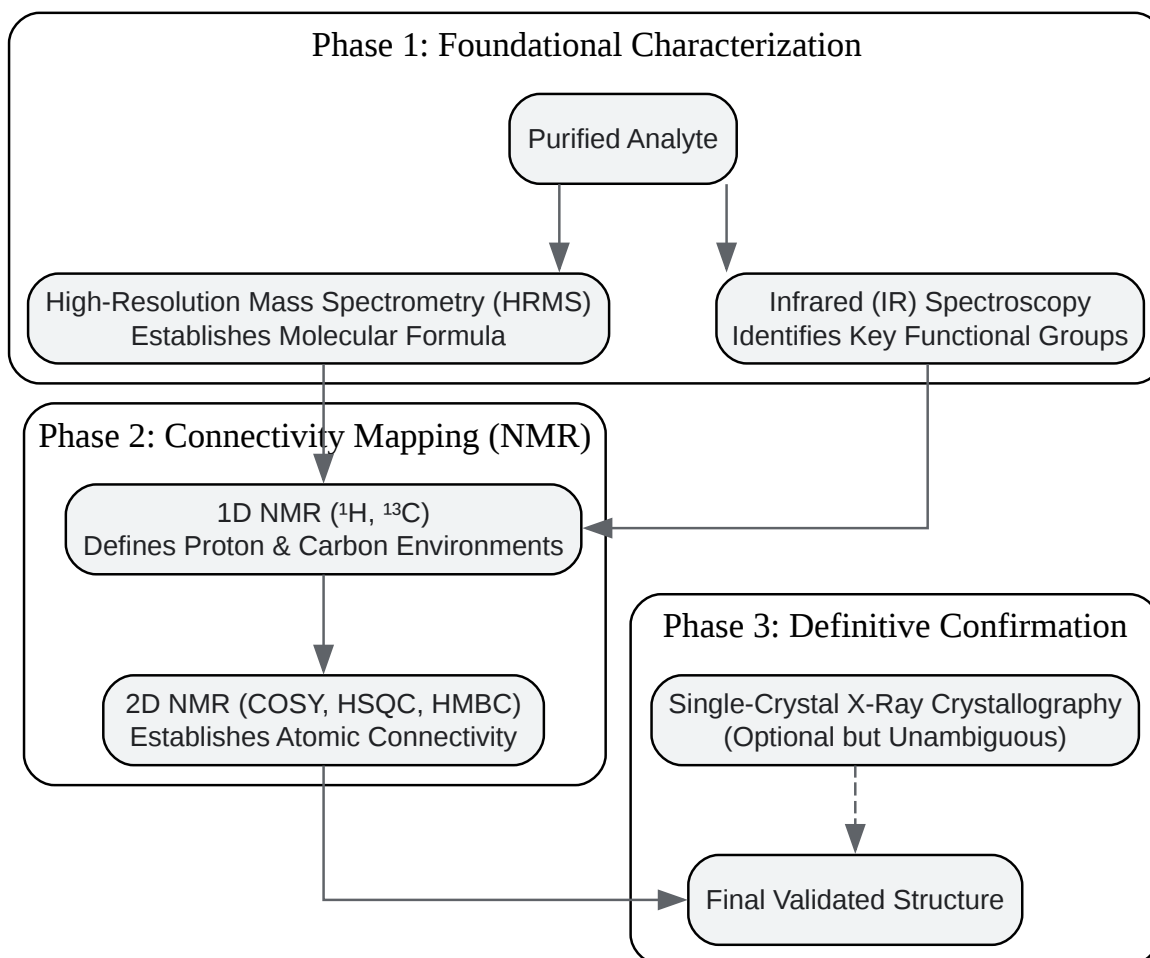 Phase 1: Foundational Characterization
Purified Analyte
High-Resolution Mass Spectrometry (HRMS)
Establishes Molecular Formula
Infrared (IR) Spectroscopy
Identifies Key Functional Groups
Phase 2: Connectivity Mapping (NMR)
1D NMR (¹H, ¹³C)
Defines Proton & Carbon Environments
2D NMR (COSY, HSQC, HMBC)
Establishes Atomic Connectivity
Phase 3: Definitive Confirmation
Single-Crystal X-Ray Crystallography
(Optional but Unambiguous)
Final Validated Structure